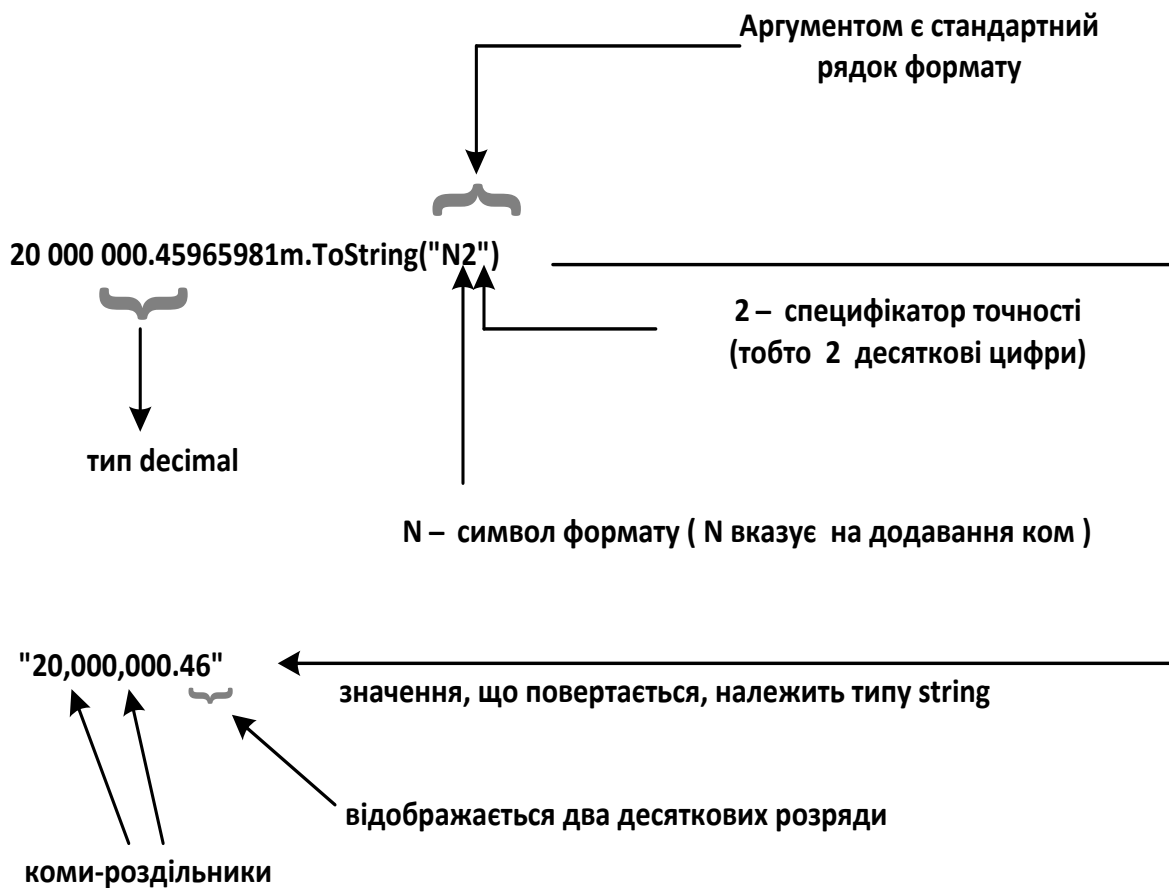 Аргументом є стандартний
рядок формату
20 000 000.45965981m.ToString("N2")
2 – специфікатор точності
(тобто 2 десяткові цифри)
тип decimal
N – символ формату ( N вказує на додавання ком )
"20,000,000.46"
значення, що повертається, належить типу string
відображається два десяткових розряди
коми-роздільники